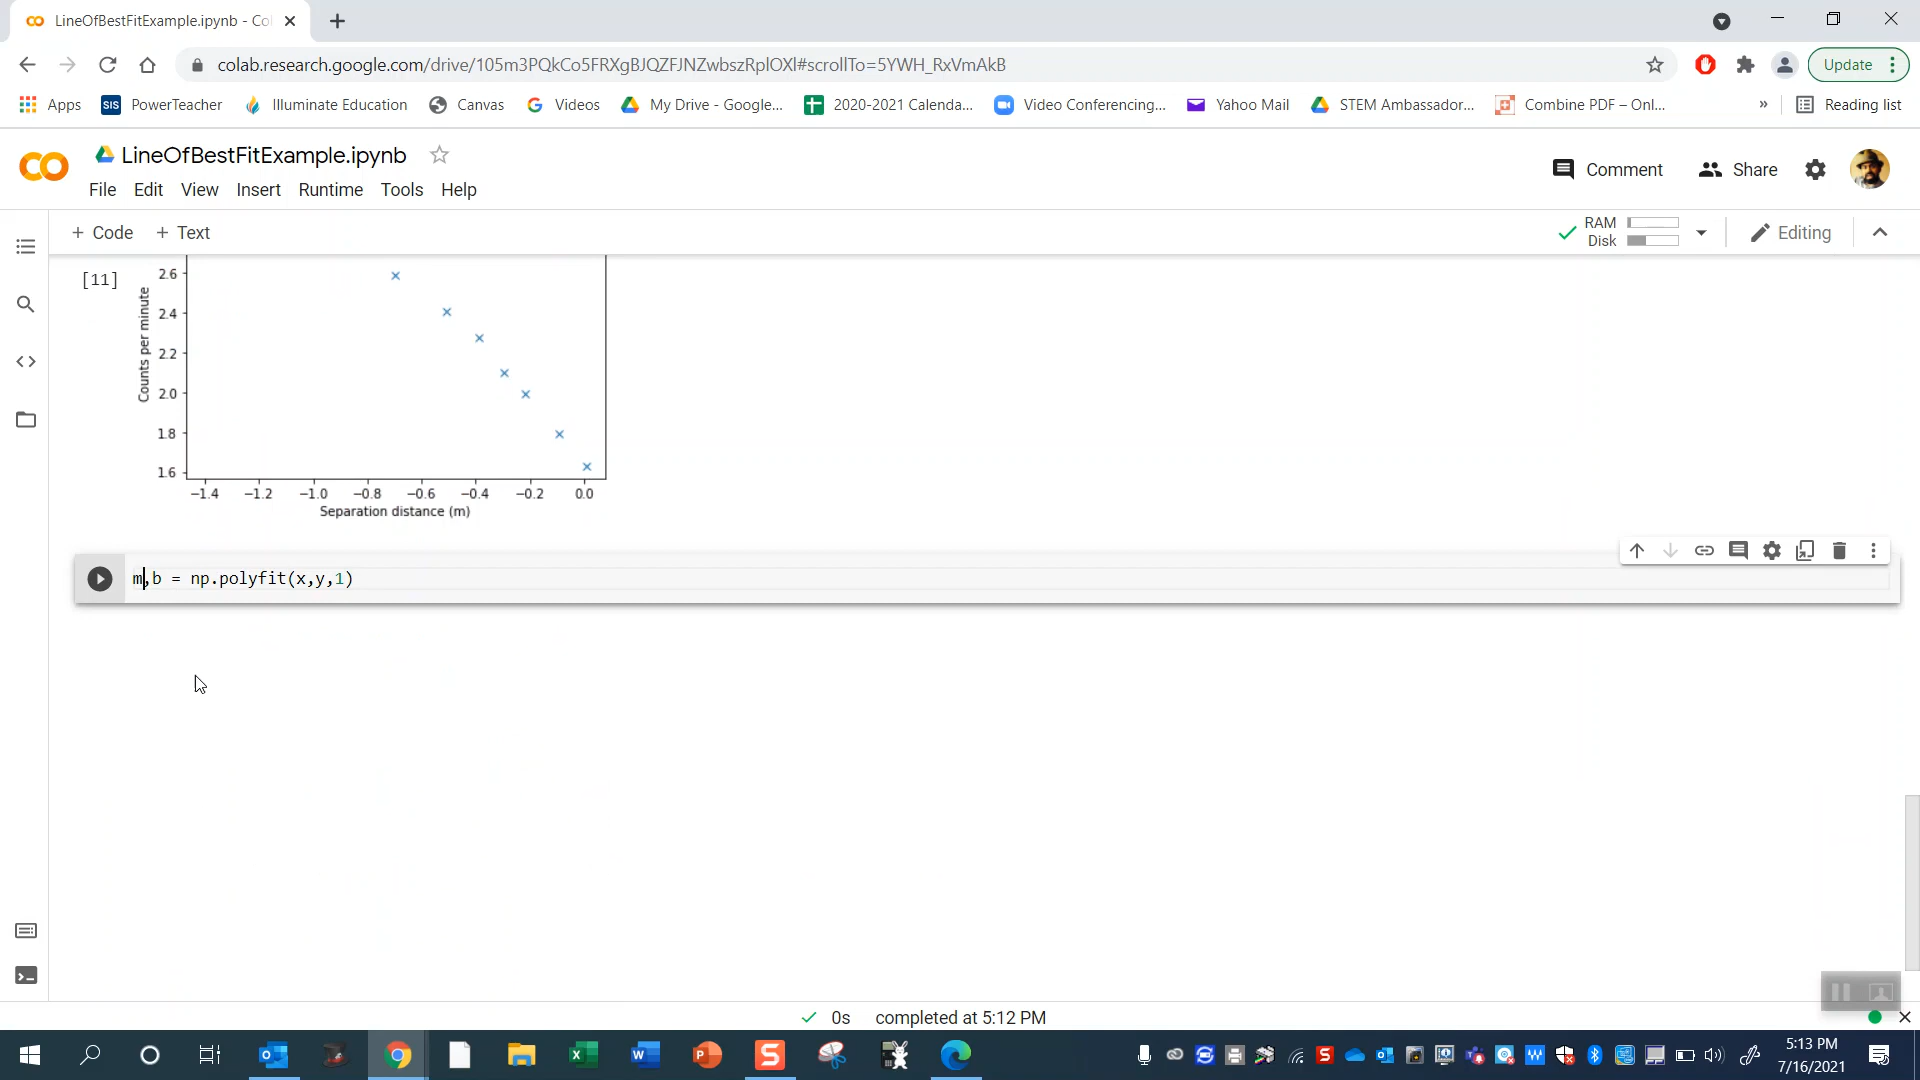 LineOfBestFitExample.ipynb - Co
colab.research.google.com/drive/105m3PQkCo5FRXgBJQZFJNZwbszRplOXl#scrollTo=5YWH_RxVmAkB
Update
Apps PowerTeacher Illuminate Education Canvas Videos My Drive - Google... 2020-2021 Calenda... Video Conferencing... Yahoo Mail STEM Ambassador... Combine PDF – Onl... » Reading list
LineOfBestFitExample.ipynb
Comment Share
File Edit View Insert Runtime Tools Help
+ Code + Text
RAM
Disk
Editing
[11]
2.6
2.4
2.2
2.0
1.8
1.6
Counts per minute
−1.4 −1.2 −1.0 −0.8 −0.6 −0.4 −0.2 0.0
Separation distance (m)
m,b = np.polyfit(x,y,1)
0s completed at 5:12 PM
5:13 PM
7/16/2021